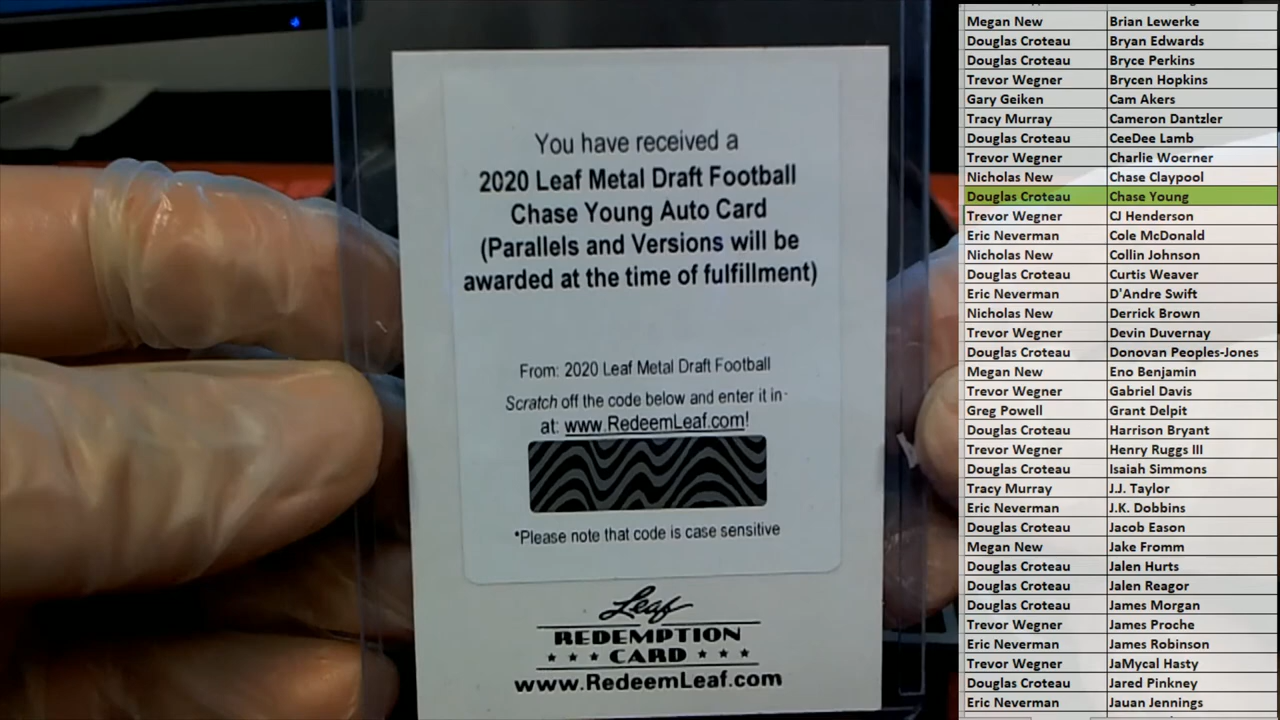 You have received a
2020 Leaf Metal Draft Football
Chase Young Auto Card
(Parallels and Versions will be
awarded at the time of fulfillment)
From: 2020 Leaf Metal Draft Football
Scratch off the code below and enter it in-
at: www.RedeemLeaf.com!
*Please note that code is case sensitive
Leaf
REDEMPTION
CARD
www.RedeemLeaf.com
Megan New Brian Lewerke
Douglas Croteau Bryan Edwards
Douglas Croteau Bryce Perkins
Trevor Wegner Brycen Hopkins
Gary Geiken Cam Akers
Tracy Murray Cameron Dantzler
Douglas Croteau CeeDee Lamb
Trevor Wegner Charlie Woerner
Nicholas New Chase Claypool
Douglas Croteau Chase Young
Trevor Wegner CJ Henderson
Eric Neverman Cole McDonald
Nicholas New Collin Johnson
Douglas Croteau Curtis Weaver
Eric Neverman D'Andre Swift
Nicholas New Derrick Brown
Trevor Wegner Devin Duvernay
Douglas Croteau Donovan Peoples-Jones
Megan New Eno Benjamin
Trevor Wegner Gabriel Davis
Greg Powell Grant Delpit
Douglas Croteau Harrison Bryant
Trevor Wegner Henry Ruggs III
Douglas Croteau Isaiah Simmons
Tracy Murray J.J. Taylor
Eric Neverman J.K. Dobbins
Douglas Croteau Jacob Eason
Megan New Jake Fromm
Douglas Croteau Jalen Hurts
Douglas Croteau Jalen Reagor
Douglas Croteau James Morgan
Trevor Wegner James Proche
Eric Neverman James Robinson
Trevor Wegner JaMycal Hasty
Douglas Croteau Jared Pinkney
Eric Neverman Jauan Jennings